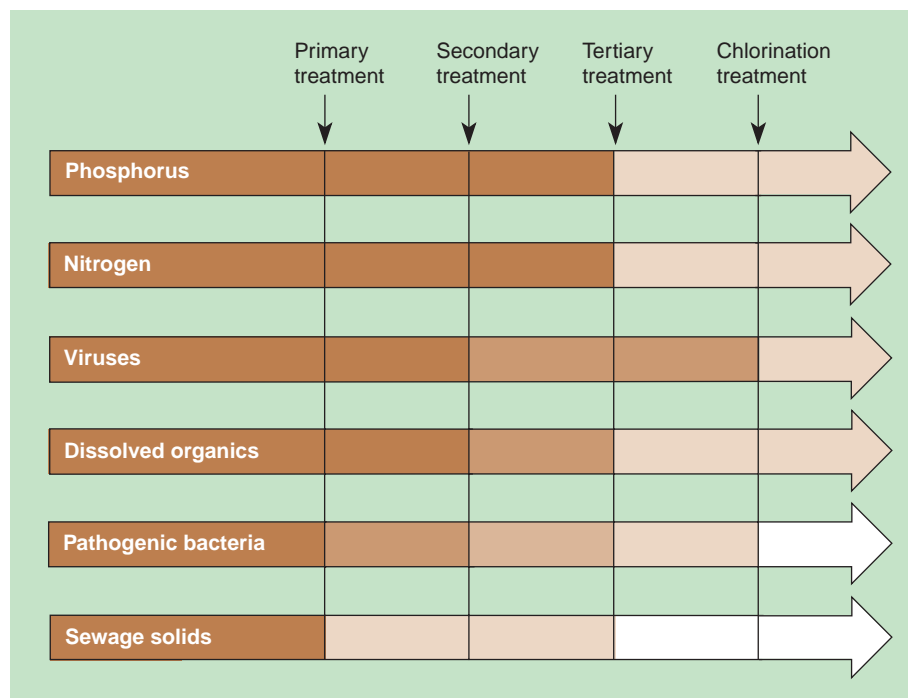 Primary
treatment
Secondary
treatment
Tertiary
treatment
Chlorination
treatment
Phosphorus
Nitrogen
Viruses
Dissolved organics
Pathogenic bacteria
Sewage solids